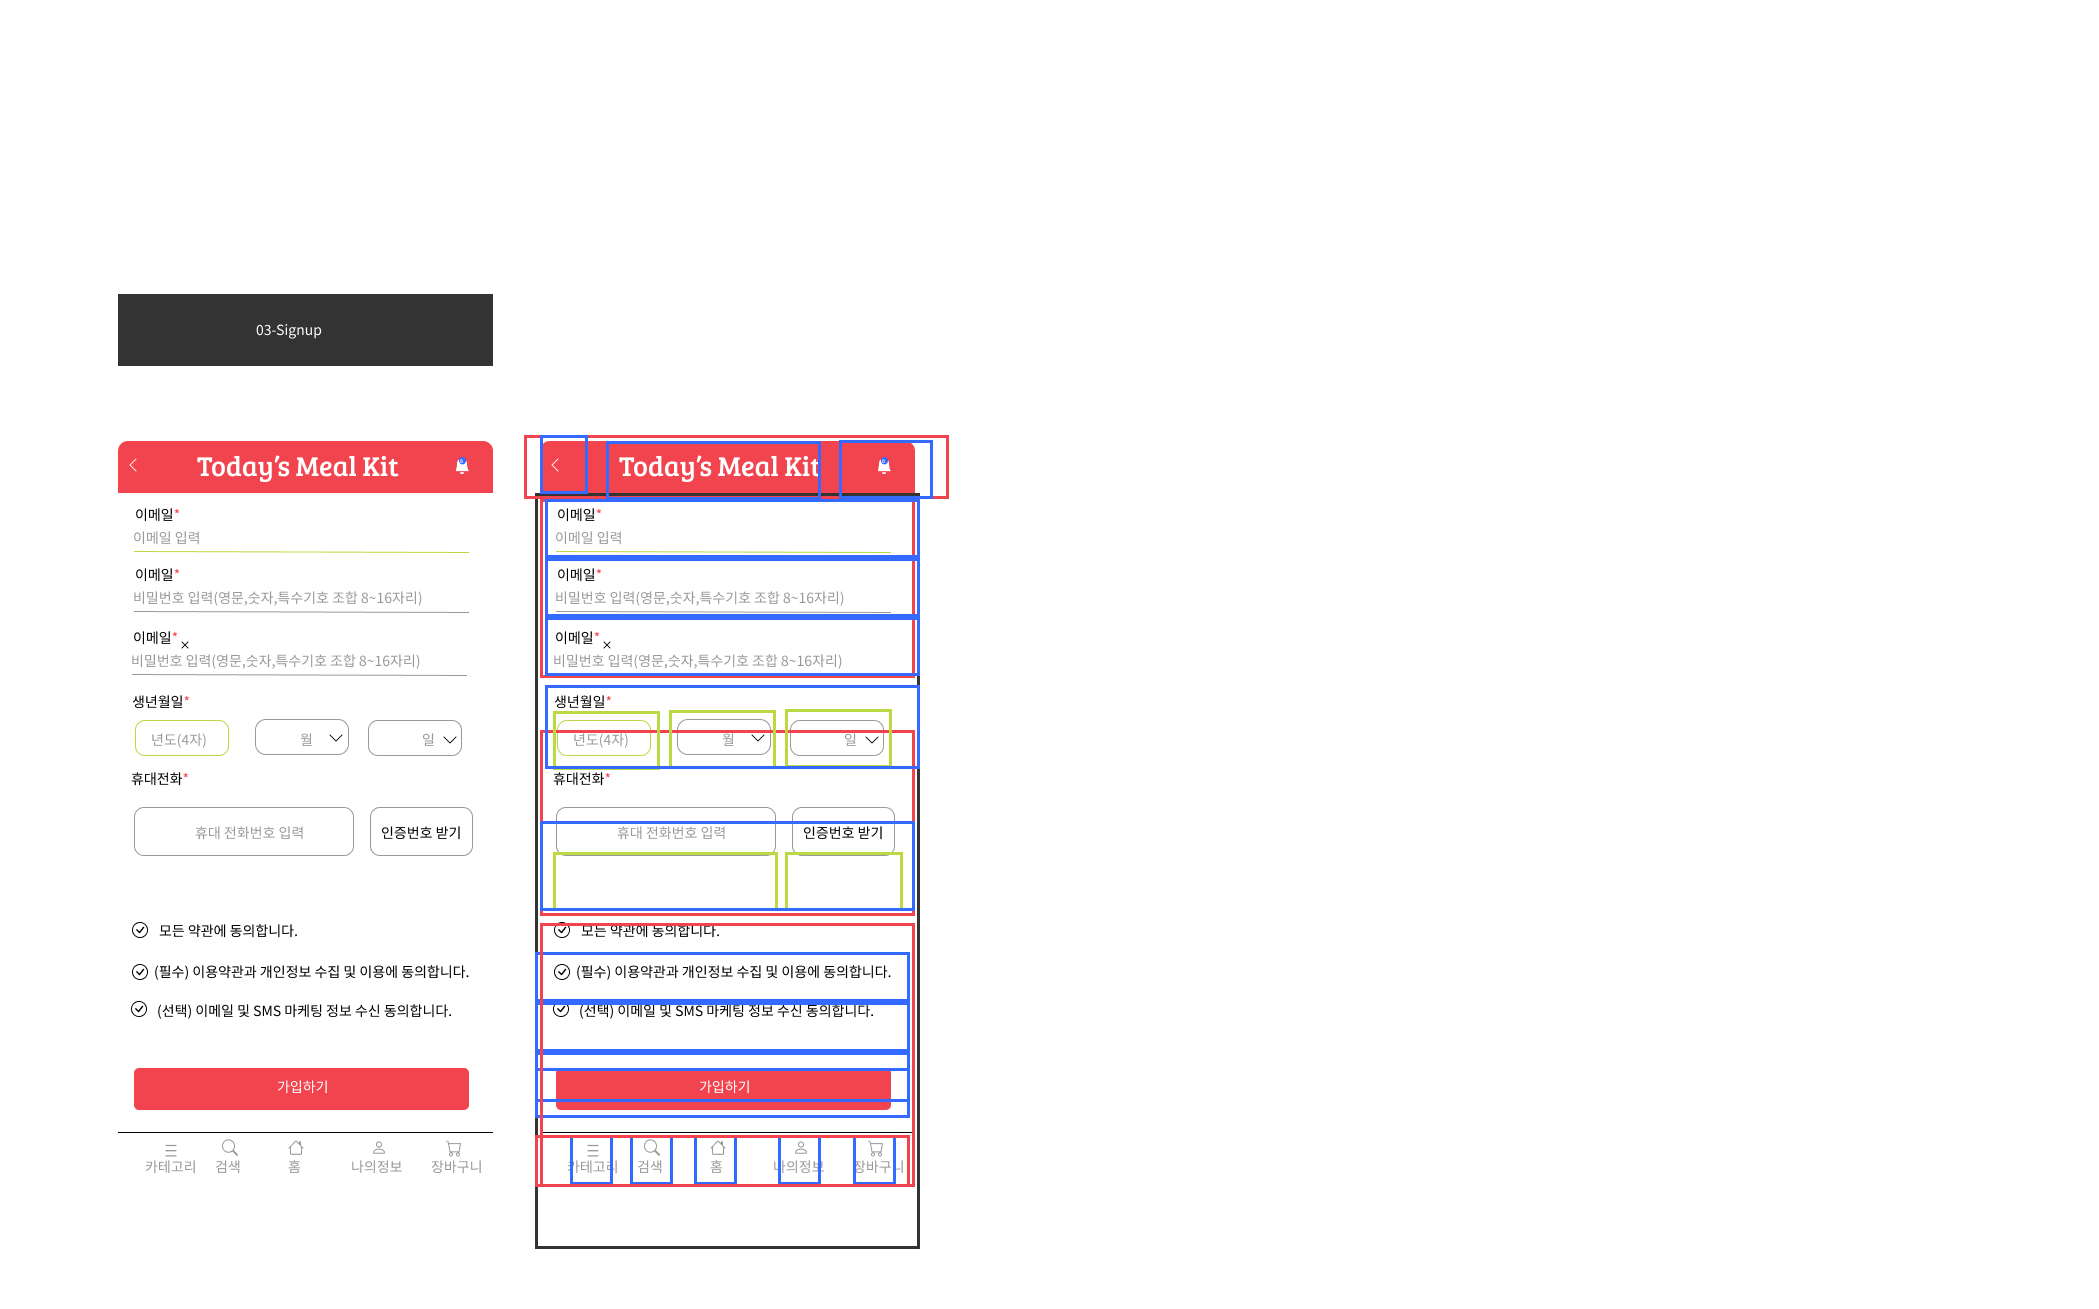 03-Signup
Today's Meal Kit
이메일*
이메일 입력
이메일*
비밀번호 입력(영문,숫자,특수기호 조합 8~16자리)
이메일*
비밀번호 입력(영문,숫자,특수기호 조합 8~16자리)
생년월일*
년도(4자) 월 일
휴대전화*
휴대 전화번호 입력 인증번호 받기
모든 약관에 동의합니다.
(필수) 이용약관과 개인정보 수집 및 이용에 동의합니다.
(선택) 이메일 및 SMS 마케팅 정보 수신 동의합니다.
가입하기
카테고리 검색 홈 나의정보 장바구니
Today's Meal Kit
이메일*
이메일 입력
이메일*
비밀번호 입력(영문,숫자,특수기호 조합 8~16자리)
이메일*
비밀번호 입력(영문,숫자,특수기호 조합 8~16자리)
생년월일*
년도(4자) 월 일
휴대전화*
휴대 전화번호 입력 인증번호 받기
모든 약관에 동의합니다.
(필수) 이용약관과 개인정보 수집 및 이용에 동의합니다.
(선택) 이메일 및 SMS 마케팅 정보 수신 동의합니다.
가입하기
카테고리 검색 홈 나의정보 장바구니